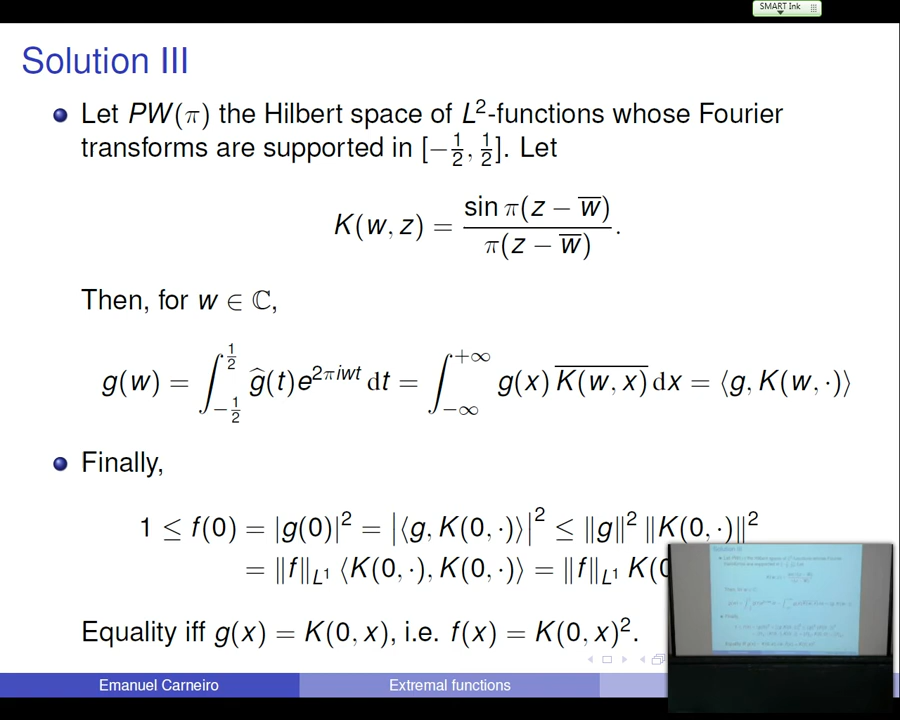 SMART Ink
Solution III
Let PW(π) the Hilbert space of L²-functions whose Fourier
transforms are supported in [−1/2, 1/2]. Let
K(w, z) = sin π(z − w̅) / π(z − w̅).
Then, for w ∈ ℂ,
g(w) = ∫_{−1/2}^{1/2} ĝ(t)e^{2πiwt} dt = ∫_{−∞}^{+∞} g(x) \overline{K(w, x)} dx = ⟨g, K(w, ·)⟩
Finally,
1 ≤ f(0) = |g(0)|² = |⟨g, K(0, ·)⟩|² ≤ ‖g‖² ‖K(0, ·)‖²
= ‖f‖_{L¹} ⟨K(0, ·), K(0, ·)⟩ = ‖f‖_{L¹} K(0
Equality iff g(x) = K(0, x), i.e. f(x) = K(0, x)².
Emanuel Carneiro
Extremal functions